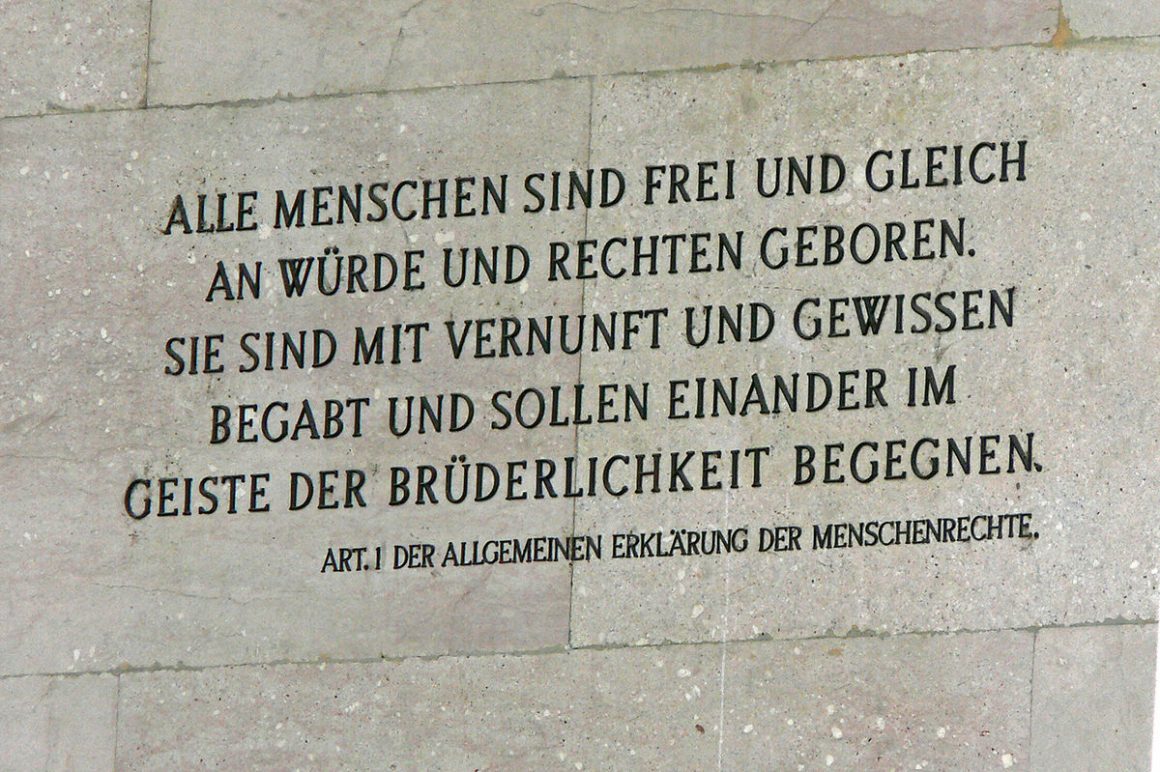 ALLE MENSCHEN SIND FREI UND GLEICH
AN WÜRDE UND RECHTEN GEBOREN.
SIE SIND MIT VERNUNFT UND GEWISSEN
BEGABT UND SOLLEN EINANDER IM
GEISTE DER BRÜDERLICHKEIT BEGEGNEN.
ART. 1 DER ALLGEMEINEN ERKLÄRUNG DER MENSCHENRECHTE.